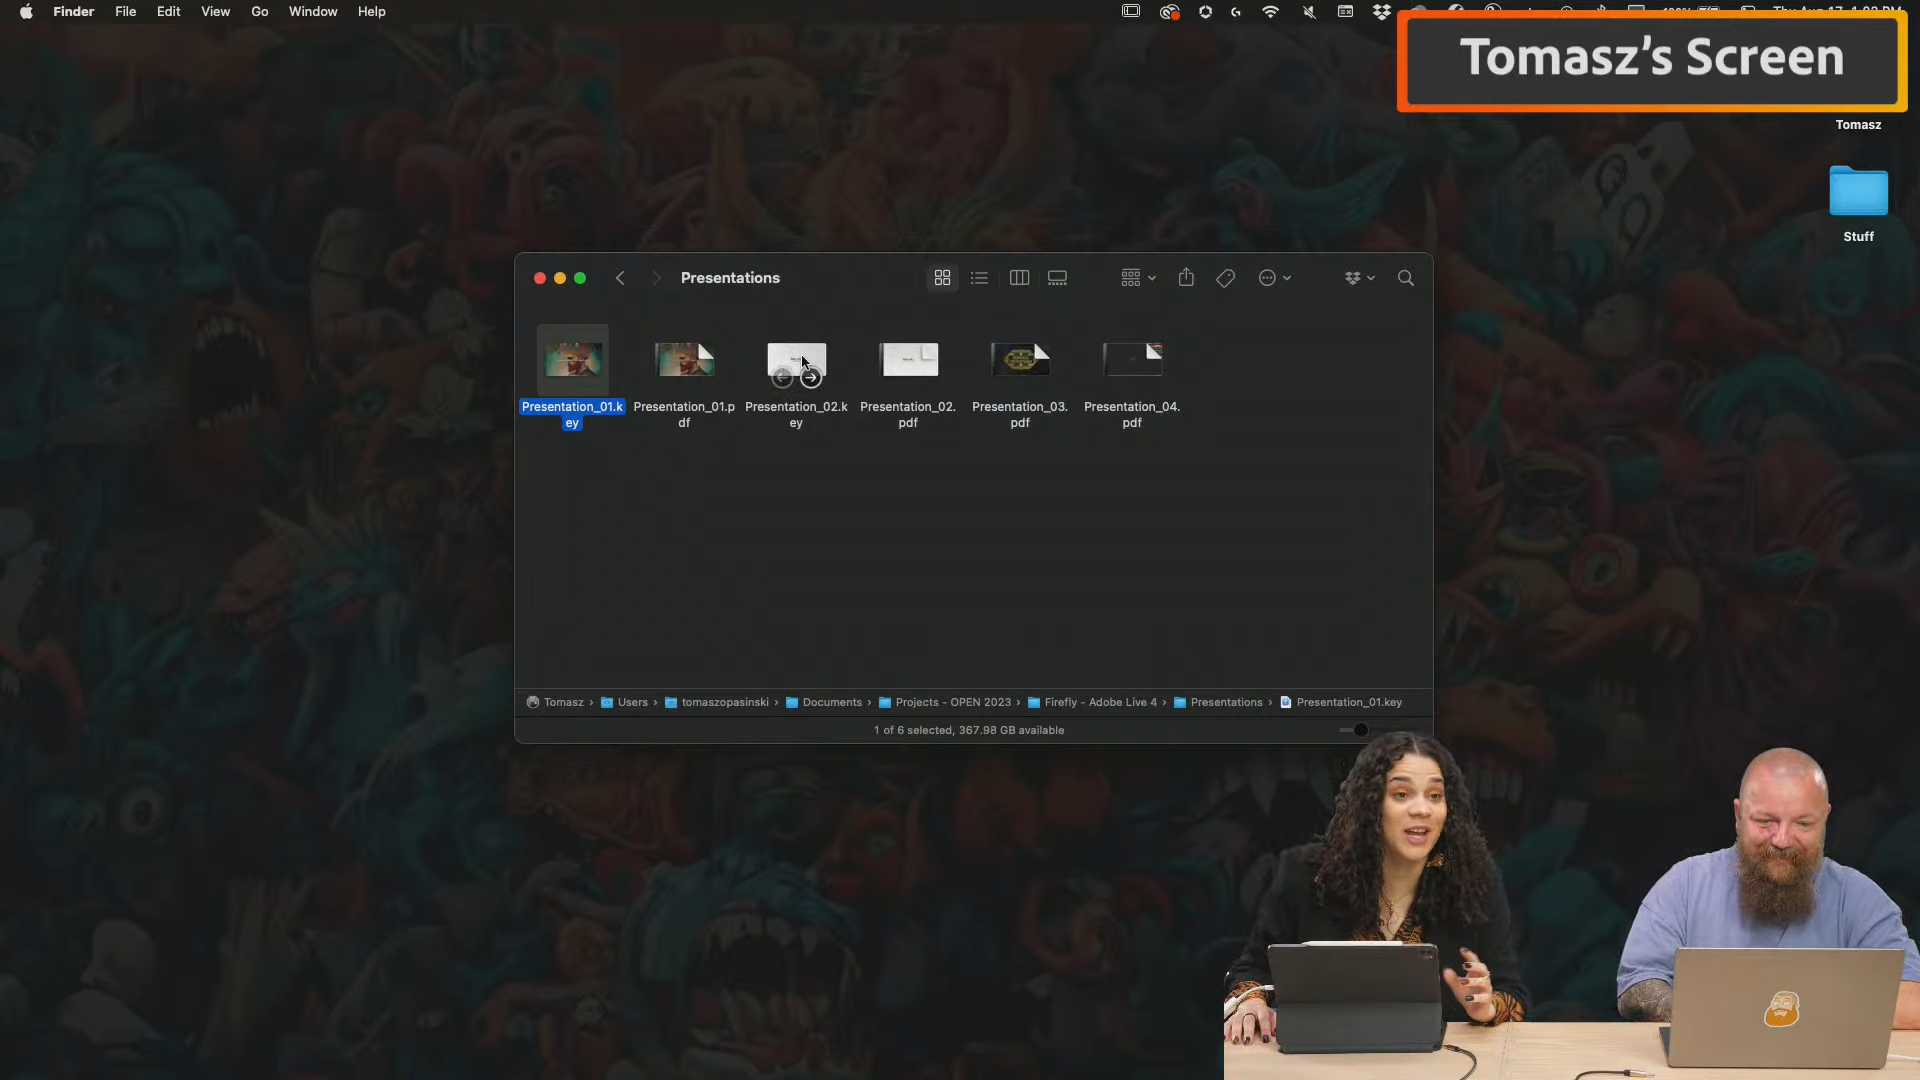 Finder File Edit View Go Window Help
Tomasz's Screen
Tomasz
Stuff
Presentations
Presentation_01.k
ey
Presentation_01.p
df
Presentation_02.k
ey
Presentation_02.
pdf
Presentation_03.
pdf
Presentation_04.
pdf
Tomasz › Users › tomaszopasinski › Documents › Projects - OPEN 2023 › Firefly - Adobe Live 4 › Presentations › Presentation_01.key
1 of 6 selected, 367.98 GB available